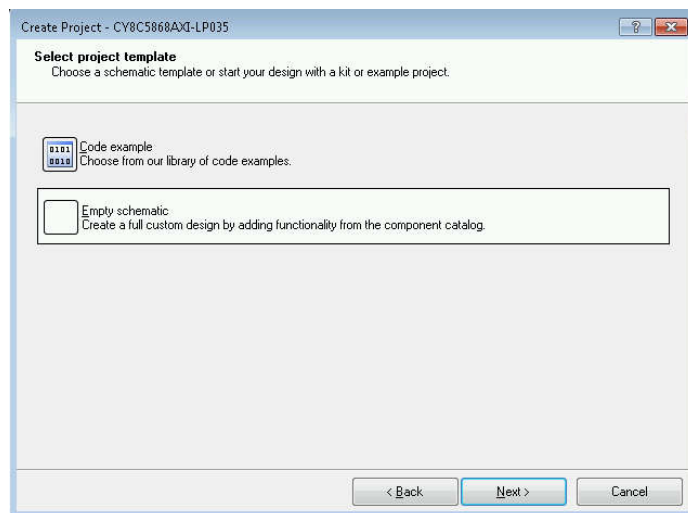 Create Project - CY8C5868AXI-LP035
Select project template
Choose a schematic template or start your design with a kit or example project.
0101
0010
Code example
Choose from our library of code examples.
Empty schematic
Create a full custom design by adding functionality from the component catalog.
< Back
Next >
Cancel